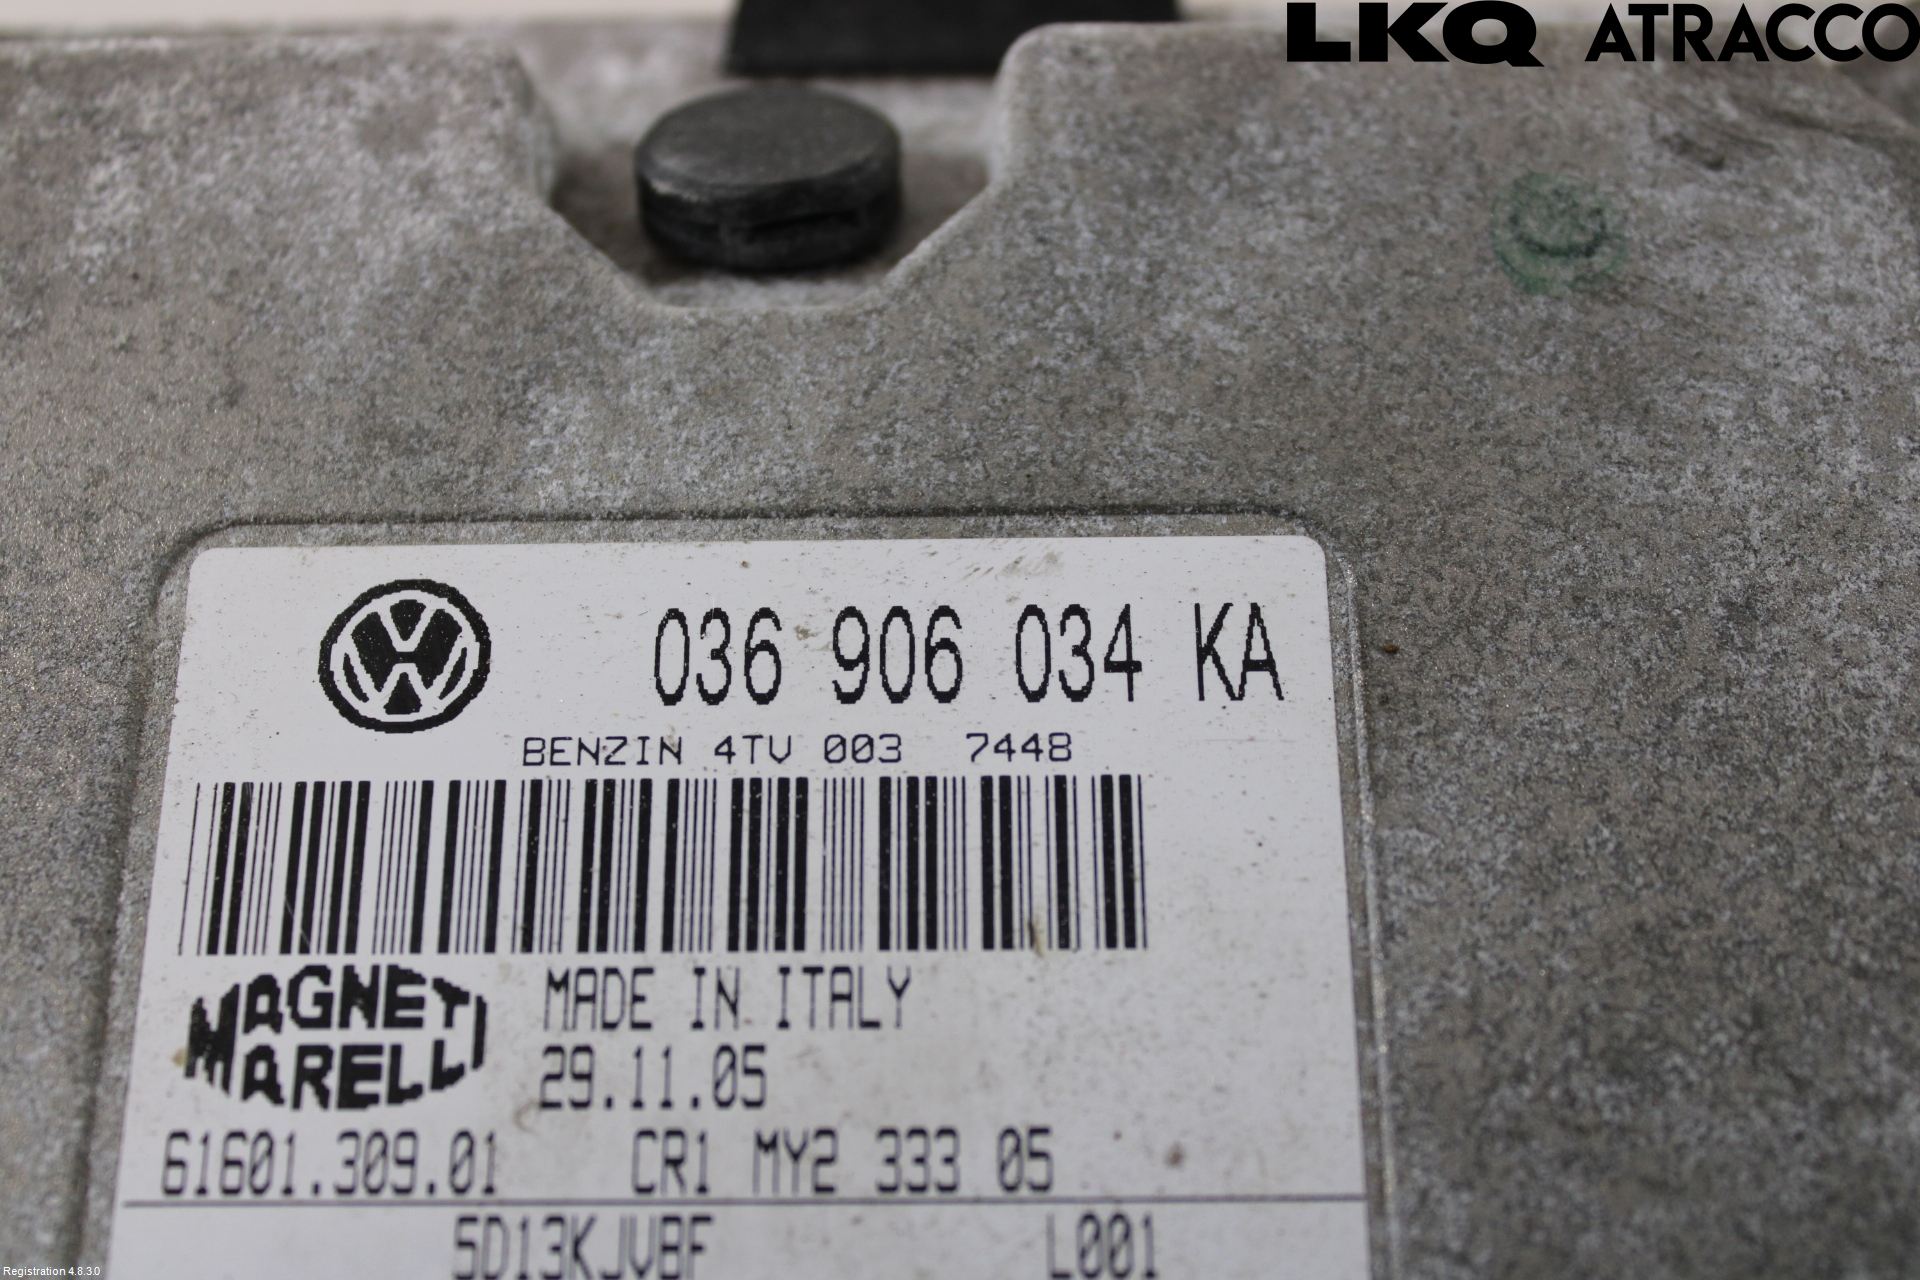 LKQ ATRACCO
036 906 034 KA
BENZIN 4TV 003 7448
MAGNETI MARELLI
MADE IN ITALY
29.11.05
61601.309.01 CR1 MY2 333 05
5D13KJV8F L001
Registration 4.8.3.0